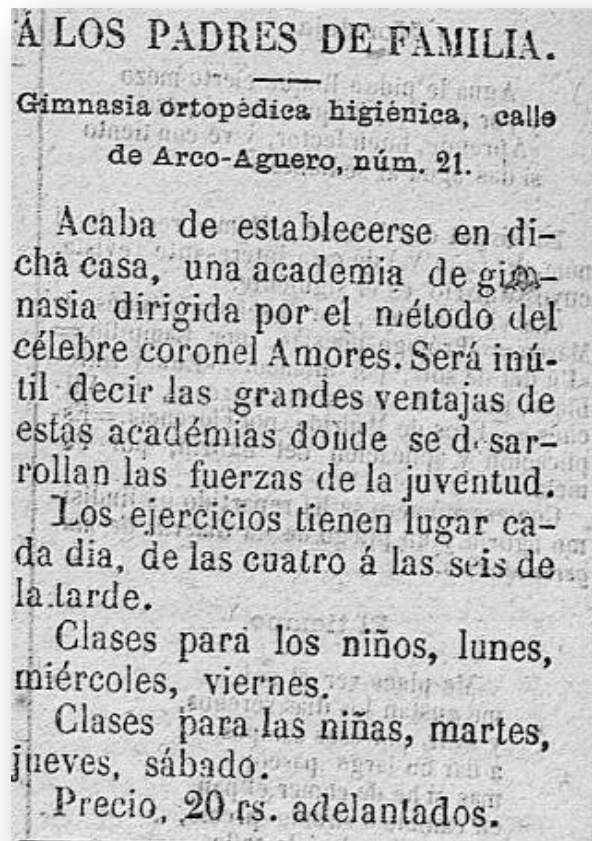 Á LOS PADRES DE FAMILIA.
Gimnasia ortopédica higiénica, calle
de Arco-Aguero, núm. 21.
Acaba de establecerse en di-
cha casa, una academia de gim-
nasia dirigida por el método del
célebre coronel Amores. Será inú-
til decir las grandes ventajas de
estas académias donde se desar-
rollan las fuerzas de la juventud.
Los ejercicios tienen lugar ca-
da dia, de las cuatro á las seis de
la tarde.
Clases para los niños, lunes,
miércoles, viernes.
Clases para las niñas, martes,
jueves, sábado.
Precio, 20 rs. adelantados.